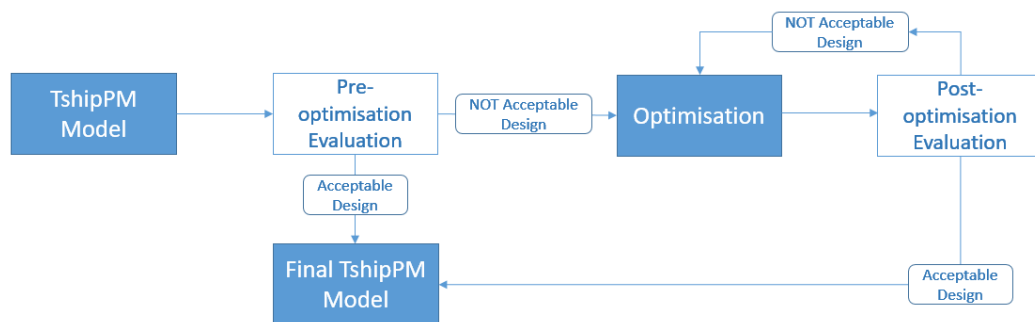 NOT Acceptable
Design
TshipPM
Model
Pre-
optimisation
Evaluation
NOT Acceptable
Design
Optimisation
Post-
optimisation
Evaluation
Acceptable
Design
Final TshipPM
Model
Acceptable
Design